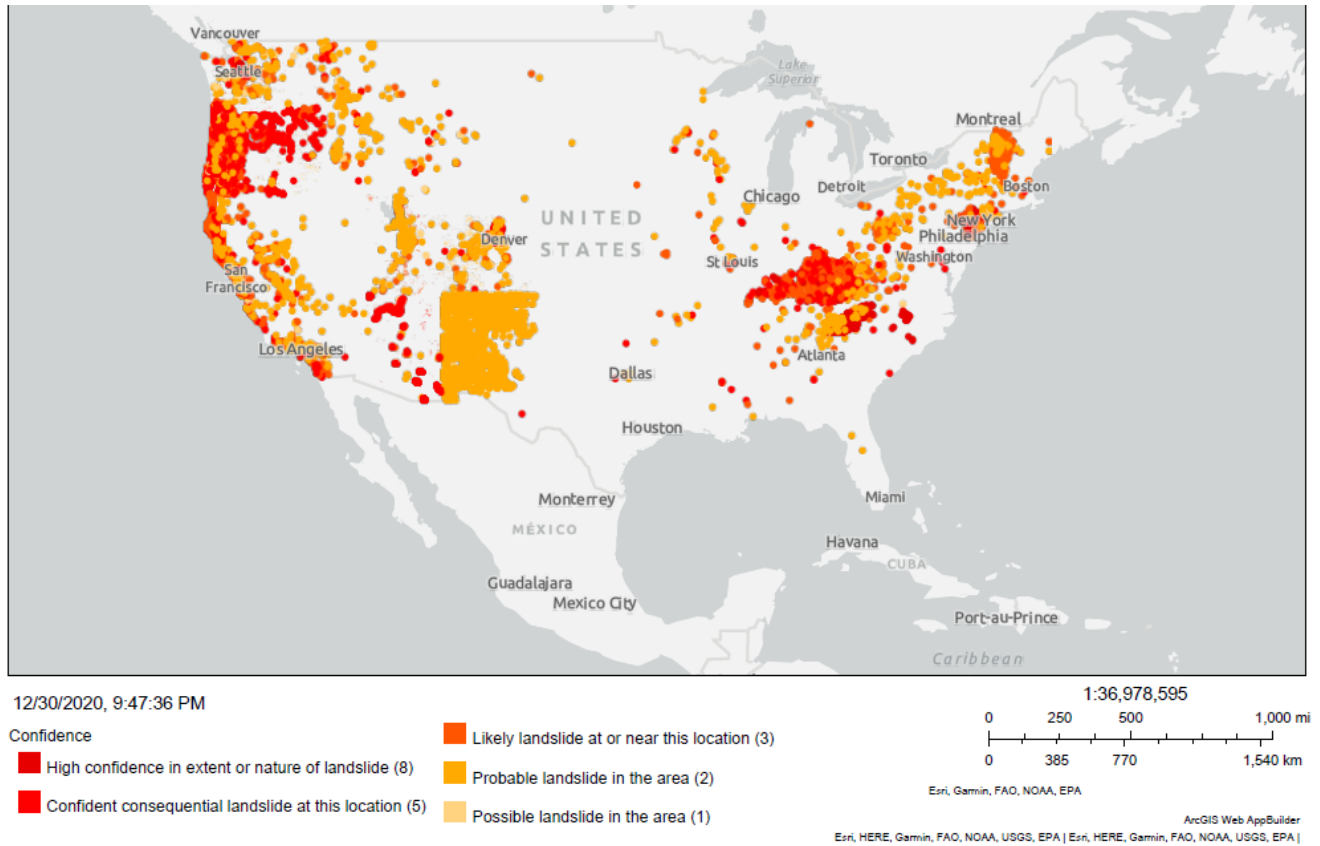 Vancouver
Seattle
Lake
Superior
Montreal
Toronto
Boston
Detroit
Chicago
New York
Philadelphia
UNITED
STATES
Denver
St Louis
Washington
San
Francisco
Los Angeles
Atlanta
Dallas
Houston
Monterrey
Miami
MÉXICO
Havana
CUBA
Guadalajara
Mexico City
Port-au-Prince
Caribbean
12/30/2020, 9:47:36 PM
Confidence
High confidence in extent or nature of landslide (8)
Confident consequential landslide at this location (5)
Likely landslide at or near this location (3)
Probable landslide in the area (2)
Possible landslide in the area (1)
1:36,978,595
0 250 500 1,000 mi
0 385 770 1,540 km
Esri, Garmin, FAO, NOAA, EPA
ArcGIS Web AppBuilder
Esri, HERE, Garmin, FAO, NOAA, USGS, EPA | Esri, HERE, Garmin, FAO, NOAA, USGS, EPA |